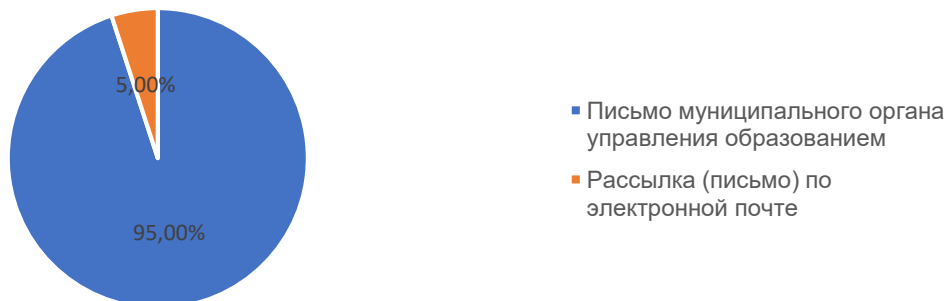 5,00%
95,00%
Письмо муниципального органа
управления образованием
Рассылка (письмо) по
электронной почте